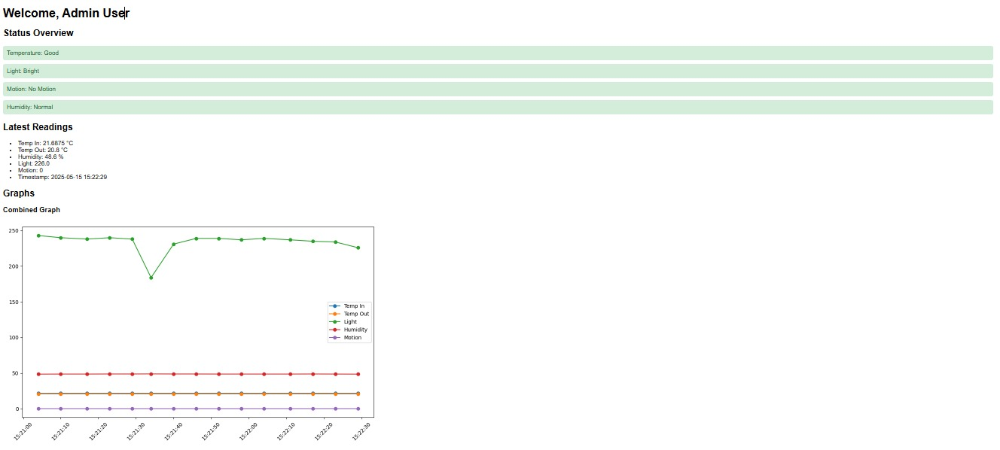 Welcome, Admin User
Status Overview
Temperature: Good
Light: Bright
Motion: No Motion
Humidity: Normal
Latest Readings
Temp In: 21.6875 °C
Temp Out: 20.8 °C
Humidity: 48.6 %
Light: 226.0
Motion: 0
Timestamp: 2025-05-15 15:22:29
Graphs
Combined Graph
250
200
150
100
50
0
Temp In
Temp Out
Light
Humidity
Motion
15:21:00
15:21:10
15:21:20
15:21:30
15:21:40
15:21:50
15:22:00
15:22:10
15:22:20
15:22:30